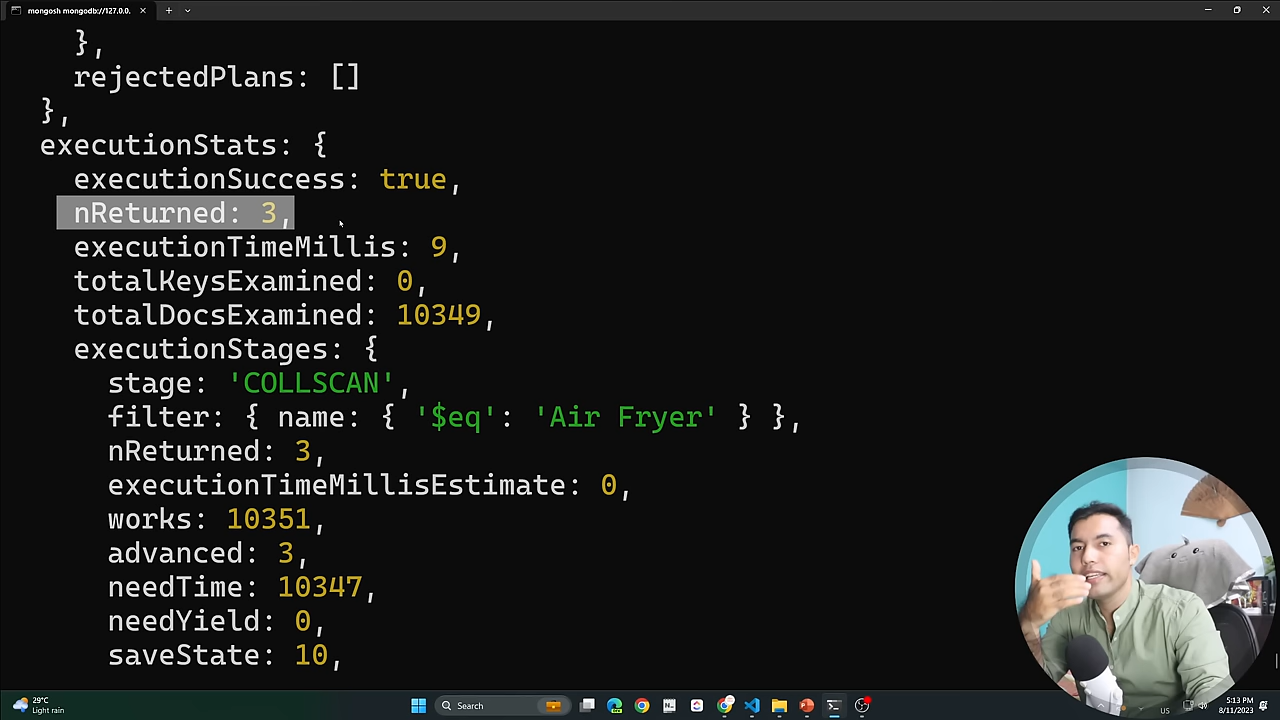 mongosh mongodb://127.0.0.
},
rejectedPlans: []
},
executionStats: {
executionSuccess: true,
nReturned: 3,
executionTimeMillis: 9,
totalKeysExamined: 0,
totalDocsExamined: 10349,
executionStages: {
stage: 'COLLSCAN',
filter: { name: { '$eq': 'Air Fryer' } },
nReturned: 3,
executionTimeMillisEstimate: 0,
works: 10351,
advanced: 3,
needTime: 10347,
needYield: 0,
saveState: 10,
29°C
Light rain
Search
US
5:13 PM
8/11/2023